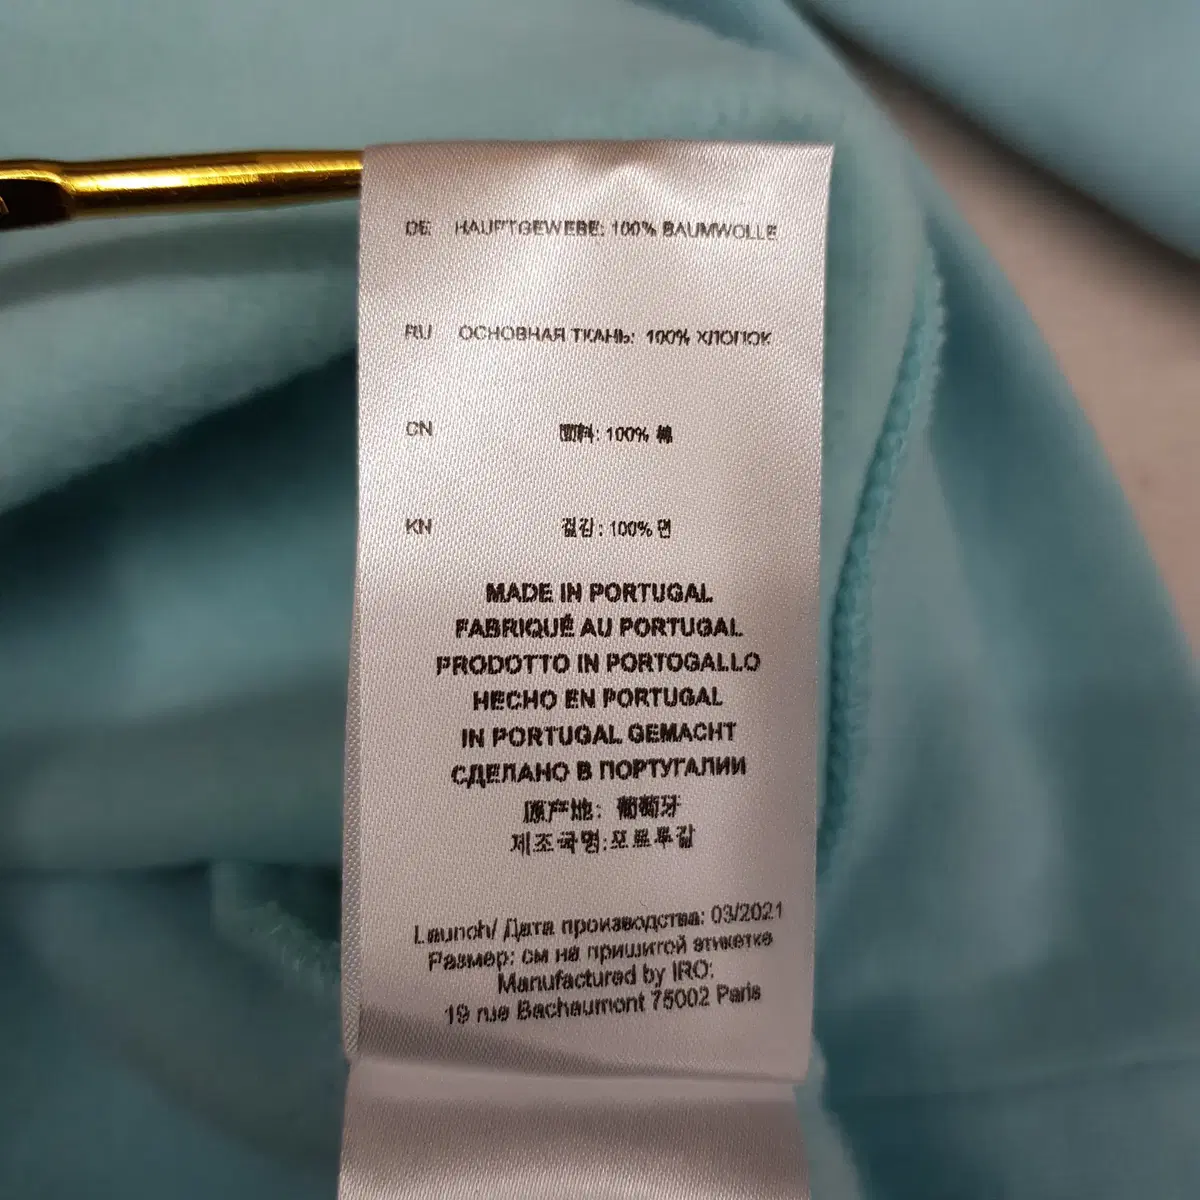 DE HAUPTGEWEBE: 100% BAUMWOLLE
RU ОСНОВНАЯ ТКАНЬ: 100% ХЛОПОК
CN 面料: 100% 棉
KN 겉감: 100% 면
MADE IN PORTUGAL
FABRIQUÉ AU PORTUGAL
PRODOTTO IN PORTOGALLO
HECHO EN PORTUGAL
IN PORTUGAL GEMACHT
СДЕЛАНО В ПОРТУГАЛИИ
原产地: 葡萄牙
제조국명:포르투갈
Launch/ Дата производства: 03/2021
Размер: см на пришитой этикетке
Manufactured by IRO:
19 rue Bachaumont 75002 Paris